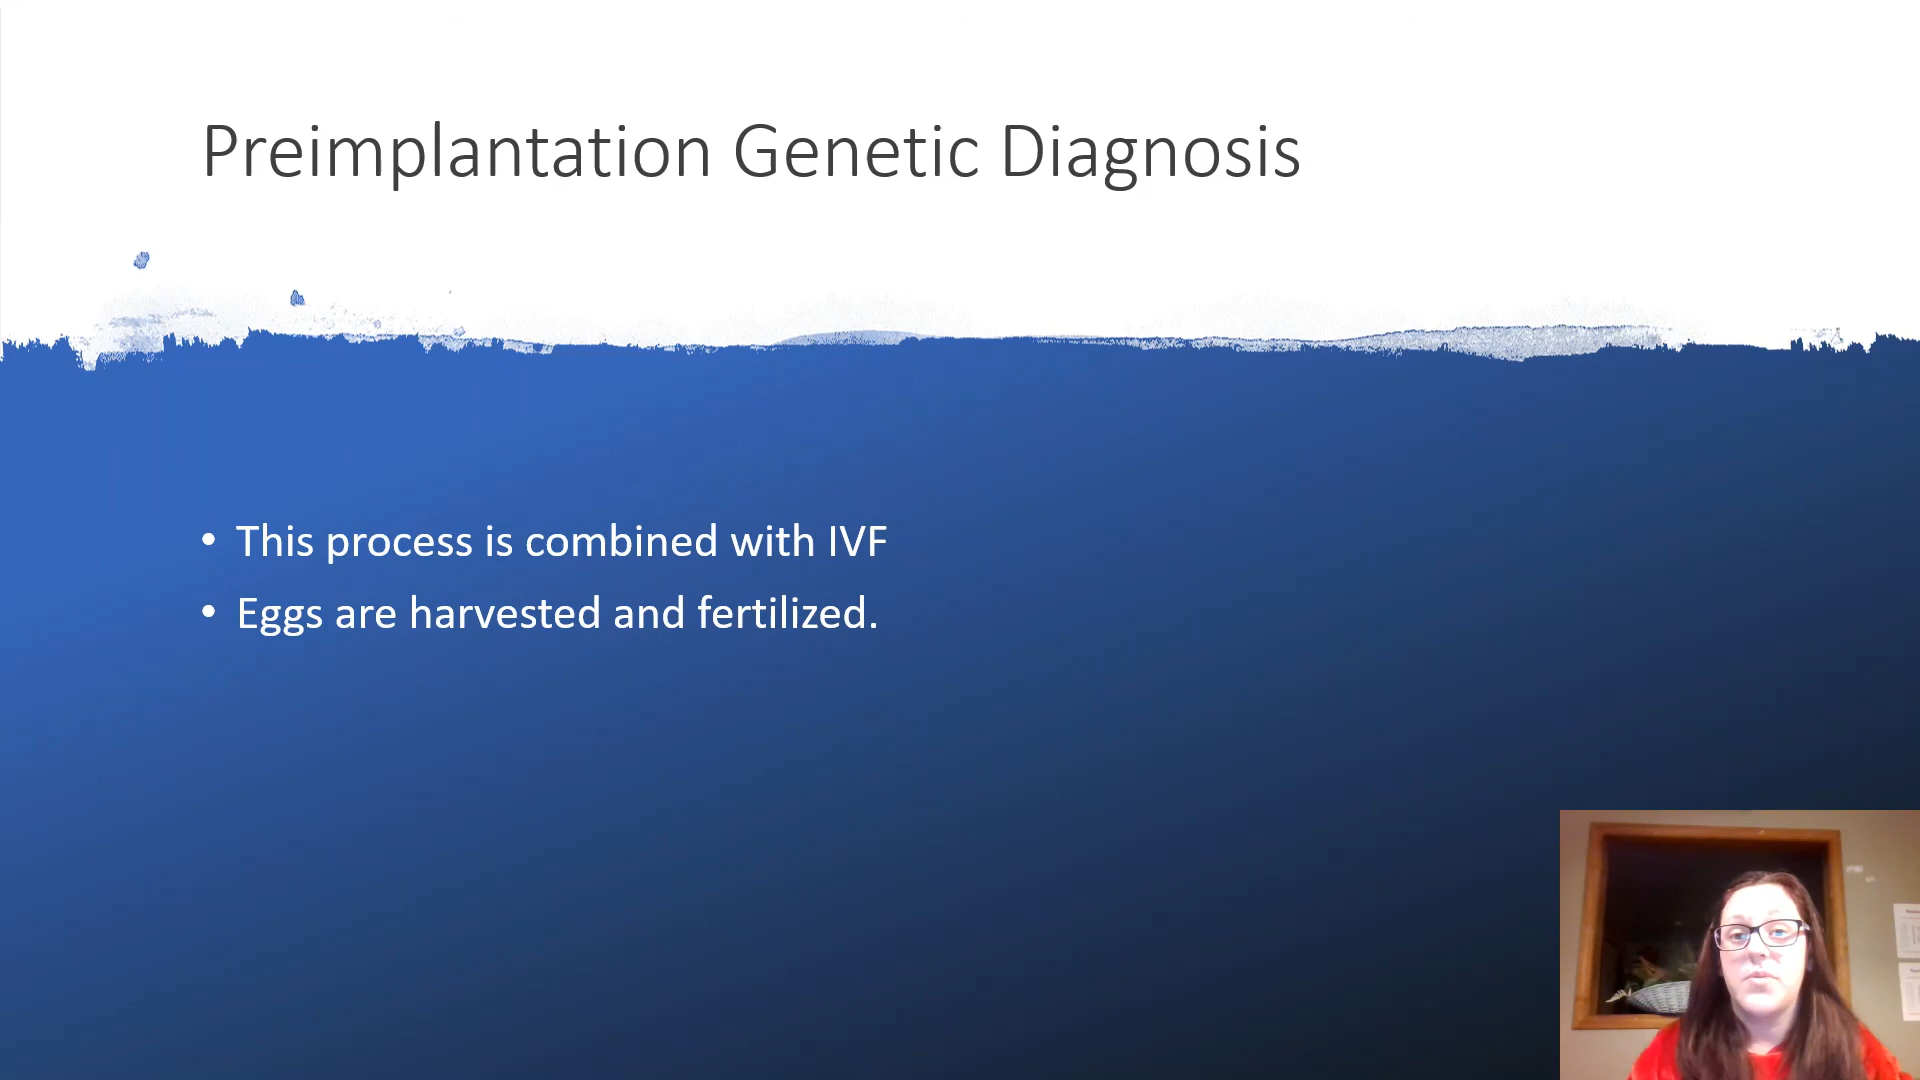 Preimplantation Genetic Diagnosis
• This process is combined with IVF
• Eggs are harvested and fertilized.